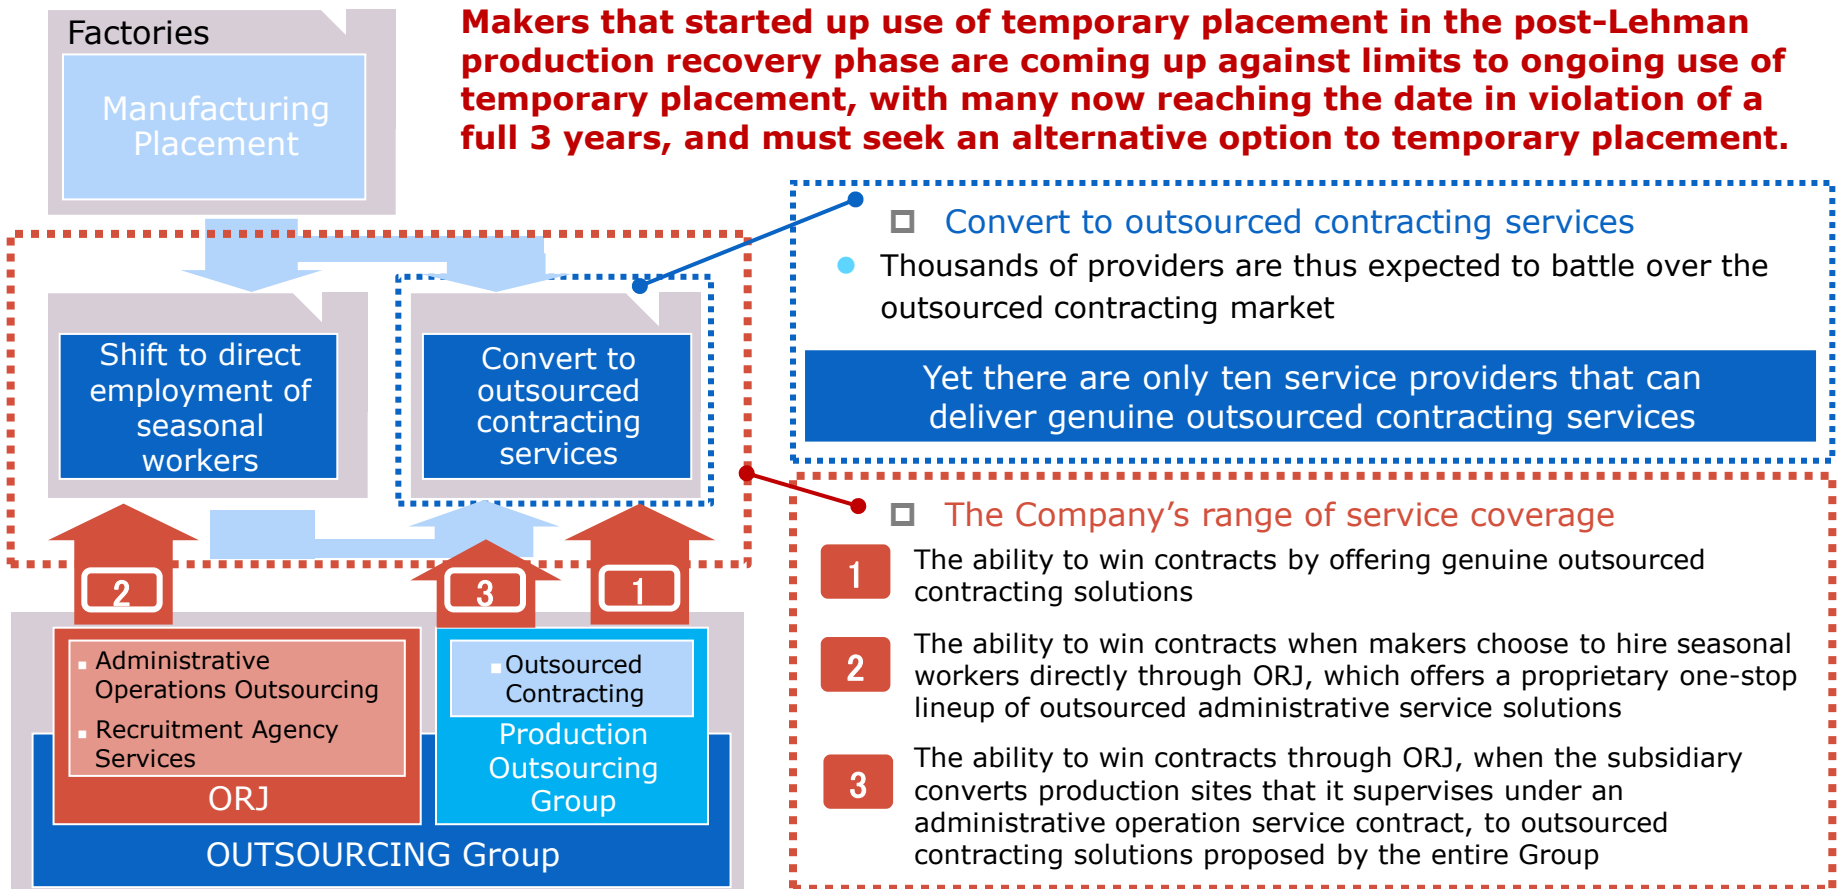 Factories
Manufacturing
Placement
Makers that started up use of temporary placement in the post-Lehman
production recovery phase are coming up against limits to ongoing use of
temporary placement, with many now reaching the date in violation of a
full 3 years, and must seek an alternative option to temporary placement.
Shift to direct
employment of
seasonal
workers
Convert to
outsourced
contracting
services
Convert to outsourced contracting services
Thousands of providers are thus expected to battle over the
outsourced contracting market
Yet there are only ten service providers that can
deliver genuine outsourced contracting services
2
3
1
Administrative
Operations Outsourcing
Recruitment Agency
Services
ORJ
Outsourced
Contracting
Production
Outsourcing
Group
OUTSOURCING Group
The Company’s range of service coverage
1
The ability to win contracts by offering genuine outsourced
contracting solutions
2
The ability to win contracts when makers choose to hire seasonal
workers directly through ORJ, which offers a proprietary one-stop
lineup of outsourced administrative service solutions
3
The ability to win contracts through ORJ, when the subsidiary
converts production sites that it supervises under an
administrative operation service contract, to outsourced
contracting solutions proposed by the entire Group